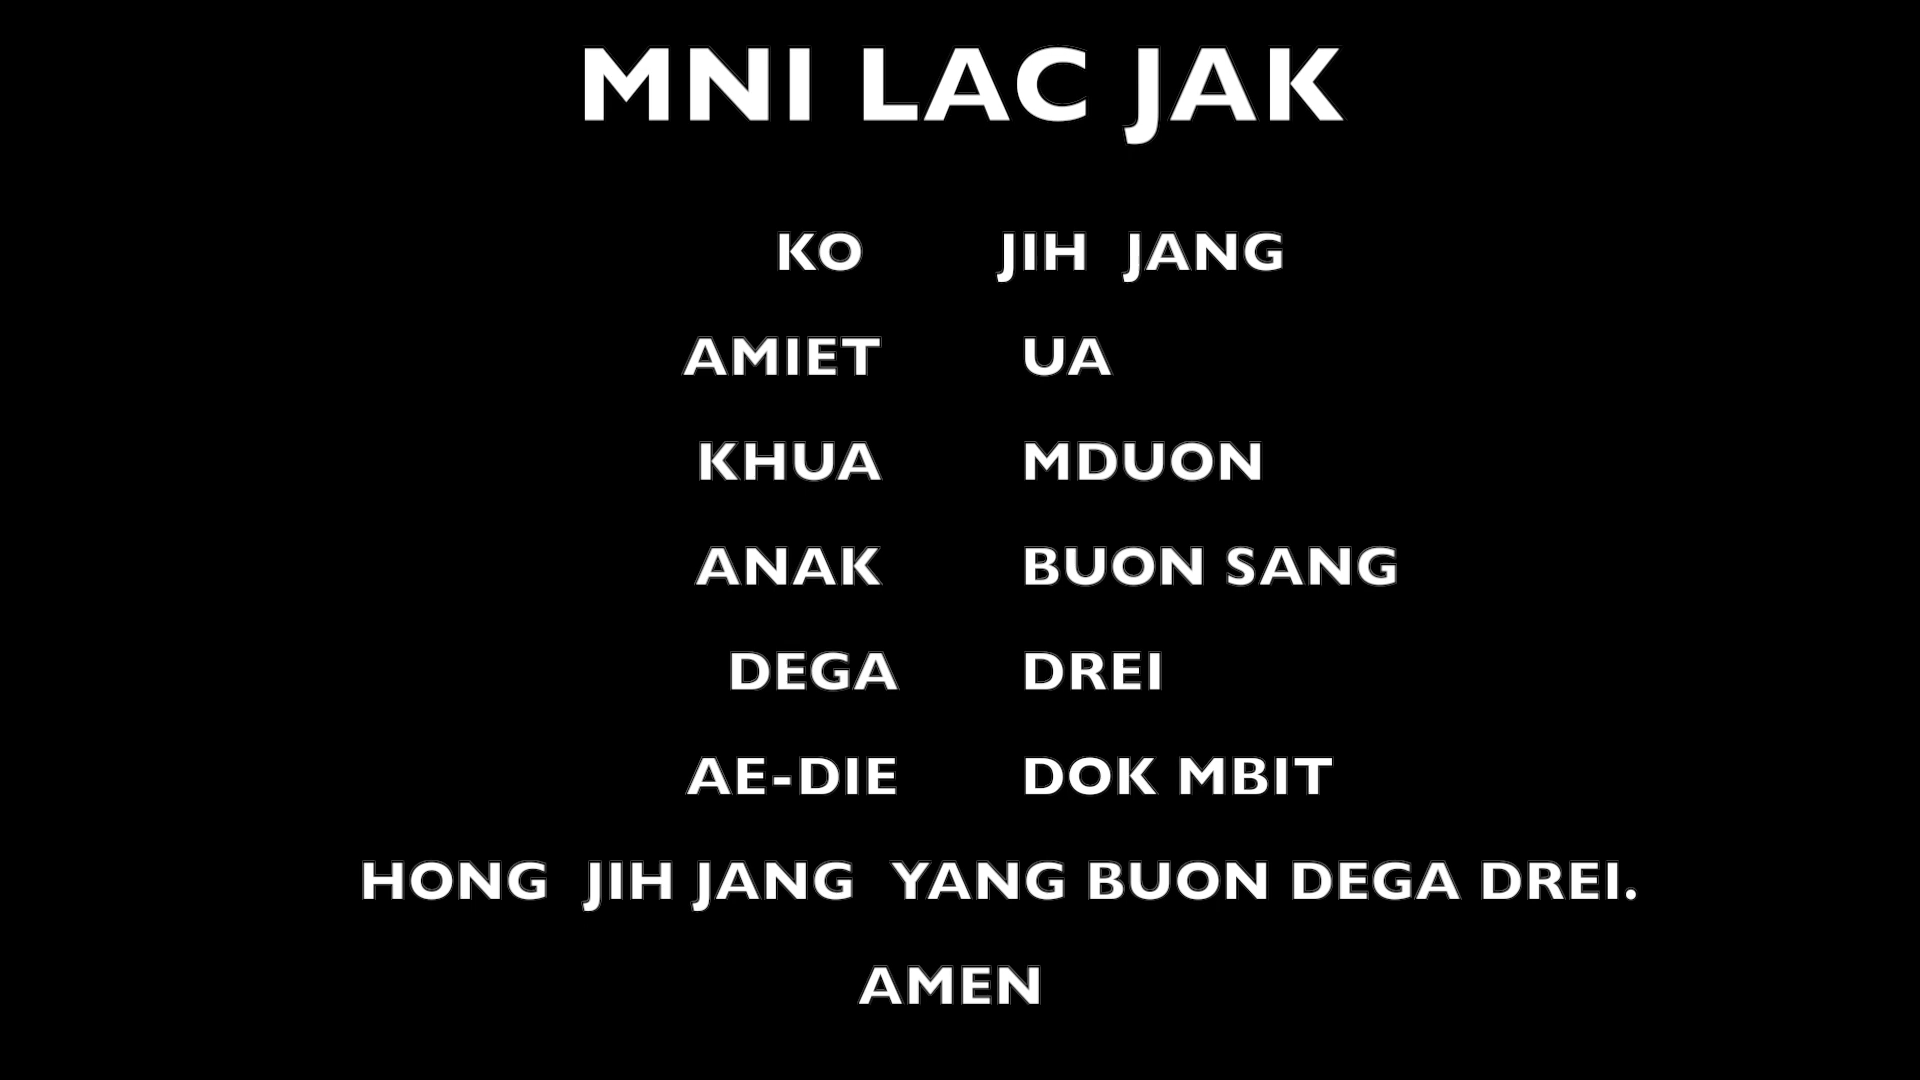 MNI LAC JAK
KO JIH JANG
AMIET UA
KHUA MDUON
ANAK BUON SANG
DEGA DREI
AE-DIE DOK MBIT
HONG JIH JANG YANG BUON DEGA DREI.
AMEN